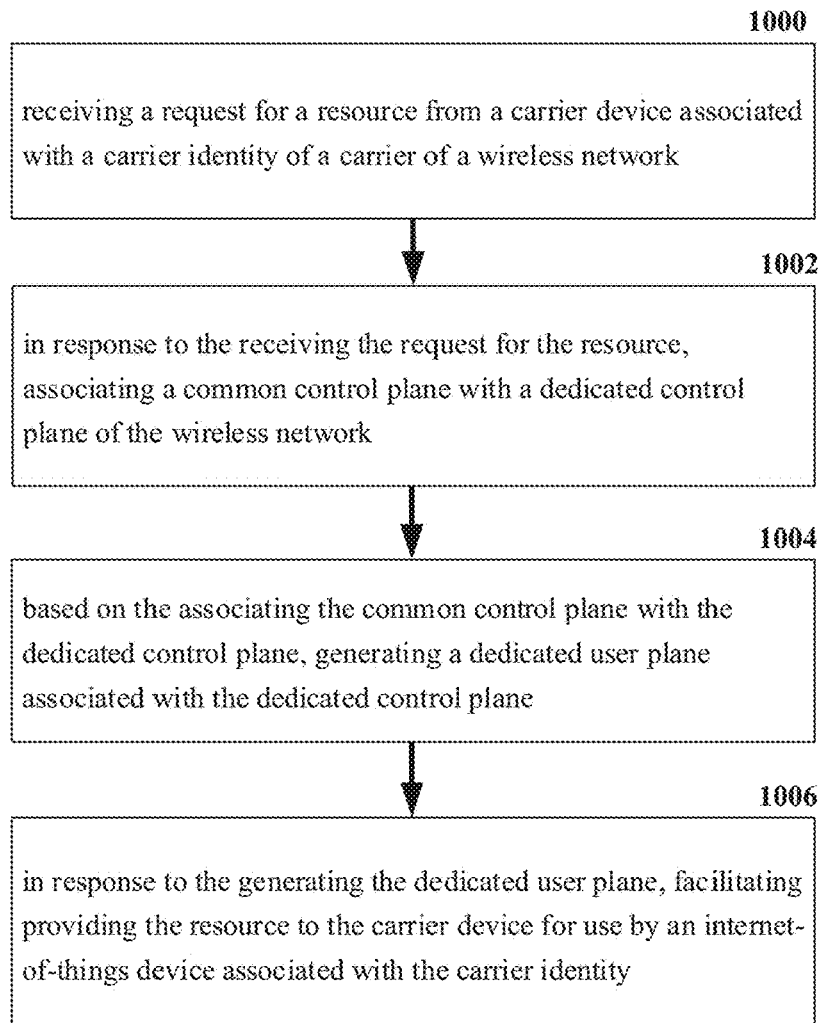 1000
receiving a request for a resource from a carrier device associated
with a carrier identity of a carrier of a wireless network
1002
in response to the receiving the request for the resource,
associating a common control plane with a dedicated control
plane of the wireless network
1004
based on the associating the common control plane with the
dedicated control plane, generating a dedicated user plane
associated with the dedicated control plane
1006
in response to the generating the dedicated user plane, facilitating
providing the resource to the carrier device for use by an internet-
of-things device associated with the carrier identity